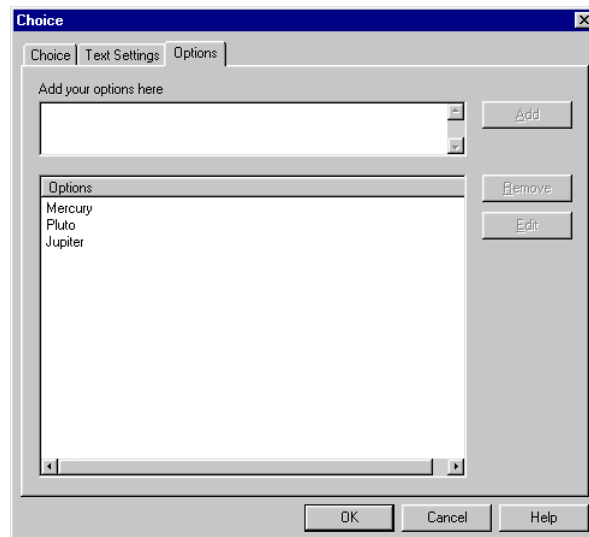 Choice
Choice Text Settings Options
Add your options here
Add
Options
Remove
Mercury
Pluto
Edit
Jupiter
OK Cancel Help